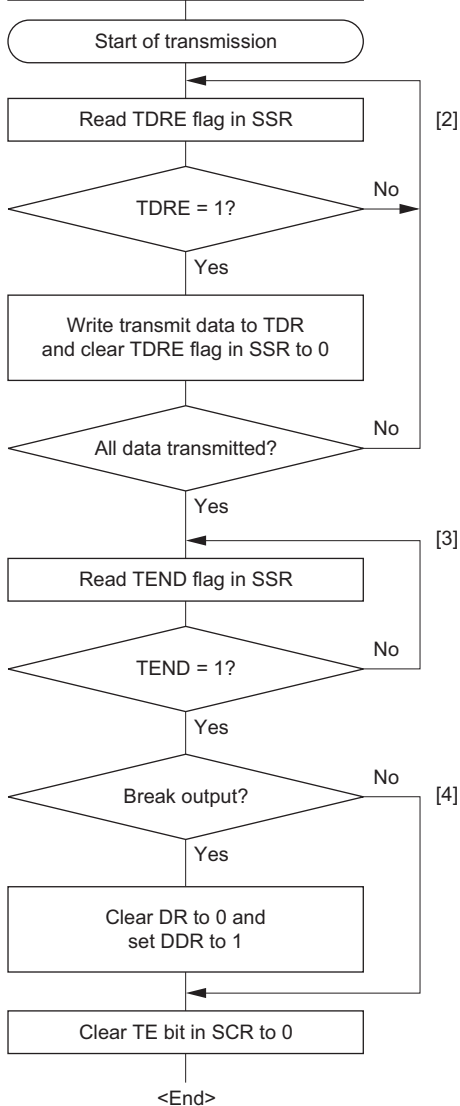 Start of transmission
Read TDRE flag in SSR
[2]
No
TDRE = 1?
Yes
Write transmit data to TDR
and clear TDRE flag in SSR to 0
No
All data transmitted?
Yes
[3]
Read TEND flag in SSR
No
TEND = 1?
Yes
No
Break output?
[4]
Yes
Clear DR to 0 and
set DDR to 1
Clear TE bit in SCR to 0
<End>